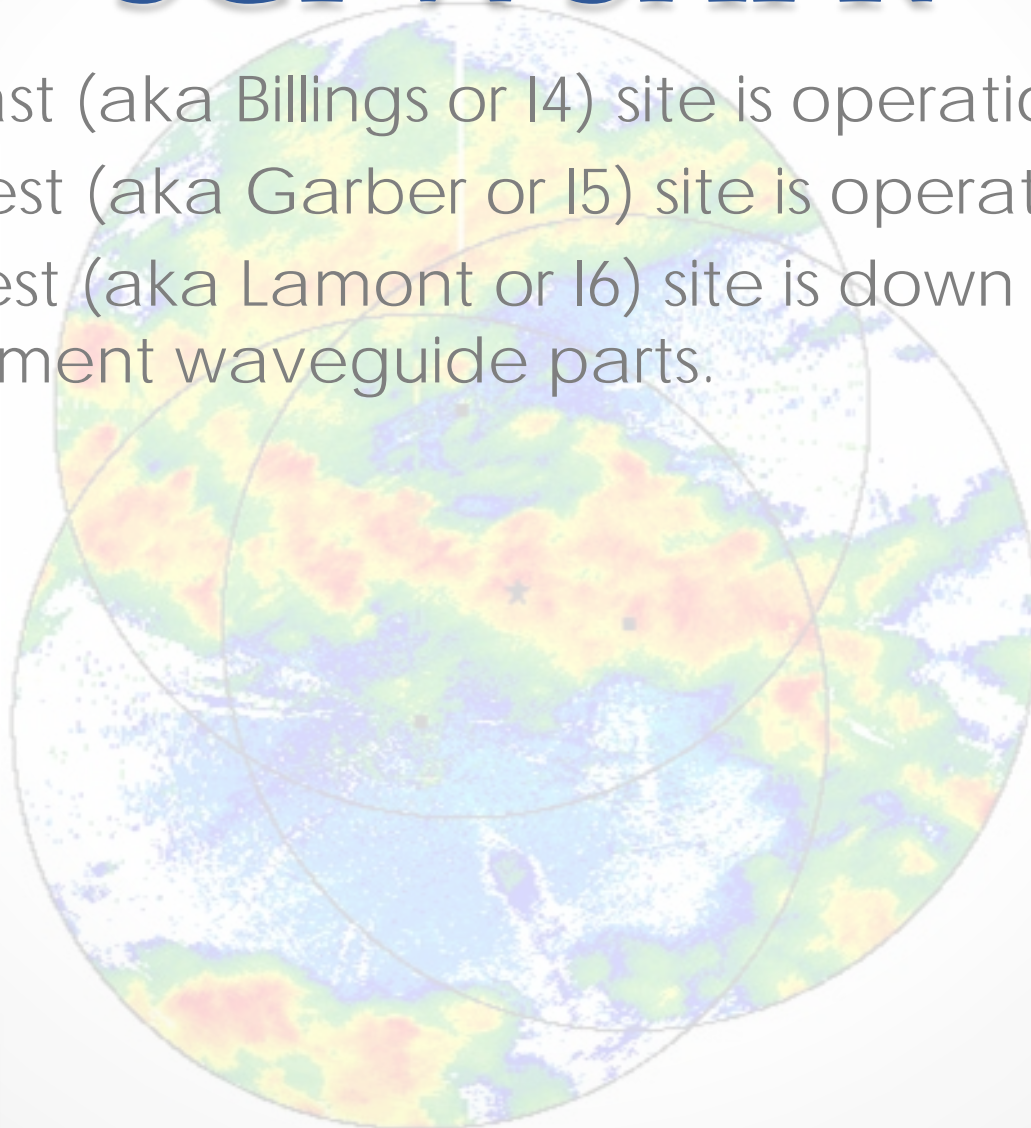 ast (aka Billings or I4) site is operatio
est (aka Garber or I5) site is operat
est (aka Lamont or I6) site is down
ment waveguide parts.